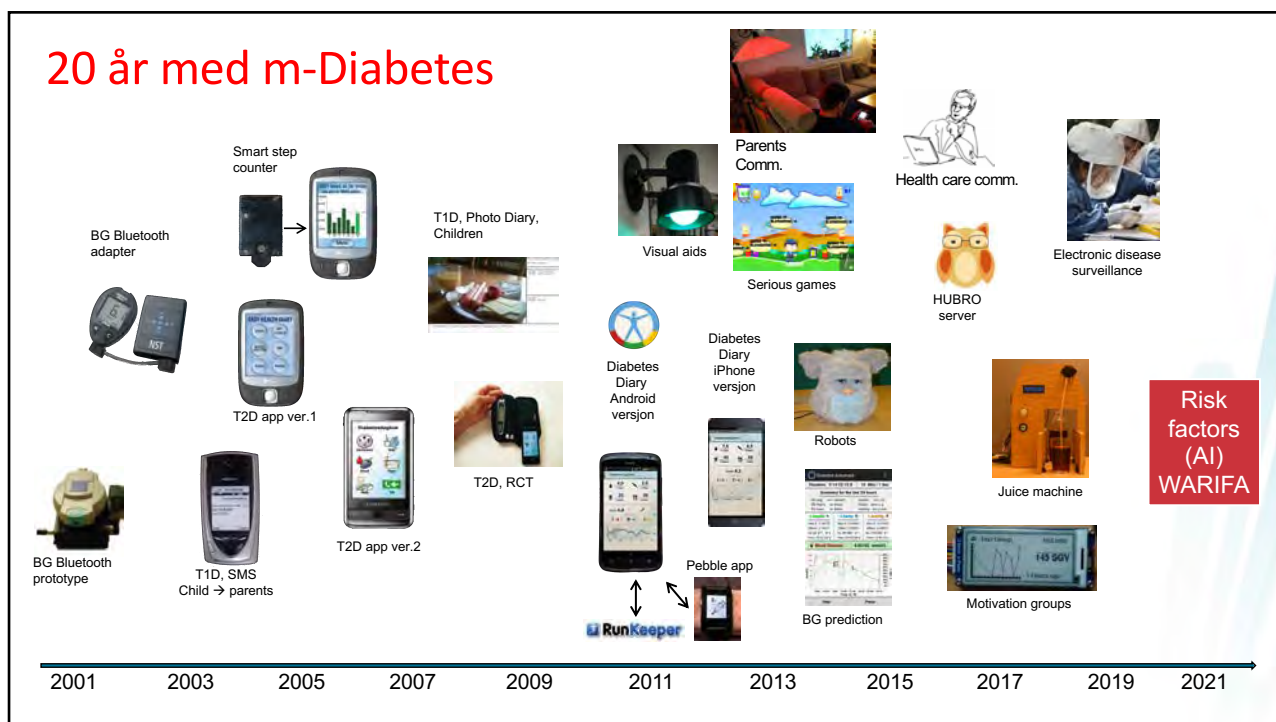 20 år med m-Diabetes
Smart step
counter
BG Bluetooth
adapter
NST
T2D app ver.1
BG Bluetooth
prototype
T1D, SMS
Child → parents
T2D app ver.2
T1D, Photo Diary,
Children
T2D, RCT
Diabetes
Diary
Android
versjon
RunKeeper
Visual aids
Parents
Comm.
Serious games
Diabetes
Diary
iPhone
versjon
Pebble app
Robots
BG prediction
Health care comm.
HUBRO
server
Electronic disease
surveillance
Juice machine
145 SGV
Motivation groups
Risk
factors
(AI)
WARIFA
2001
2003
2005
2007
2009
2011
2013
2015
2017
2019
2021